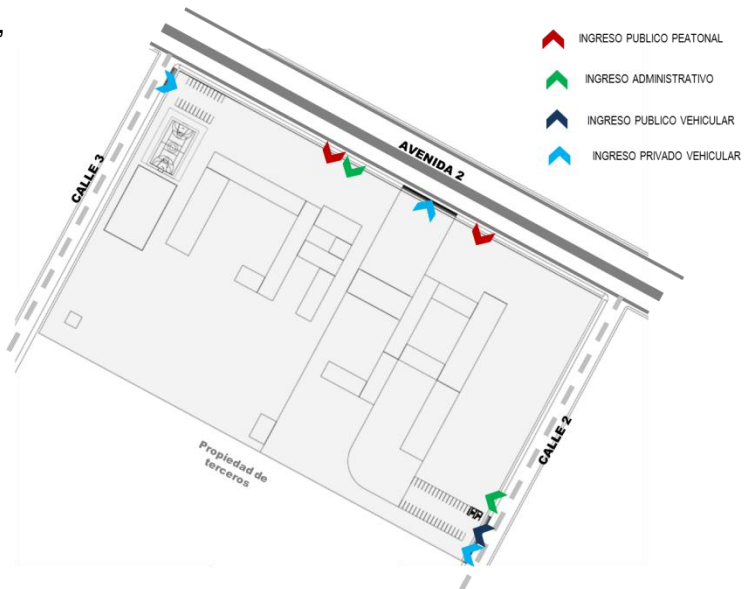 INGRESO PUBLICO PEATONAL
INGRESO ADMINISTRATIVO
INGRESO PUBLICO VEHICULAR
INGRESO PRIVADO VEHICULAR
AVENIDA 2
CALLE 3
CALLE 2
Propiedad de
terceros